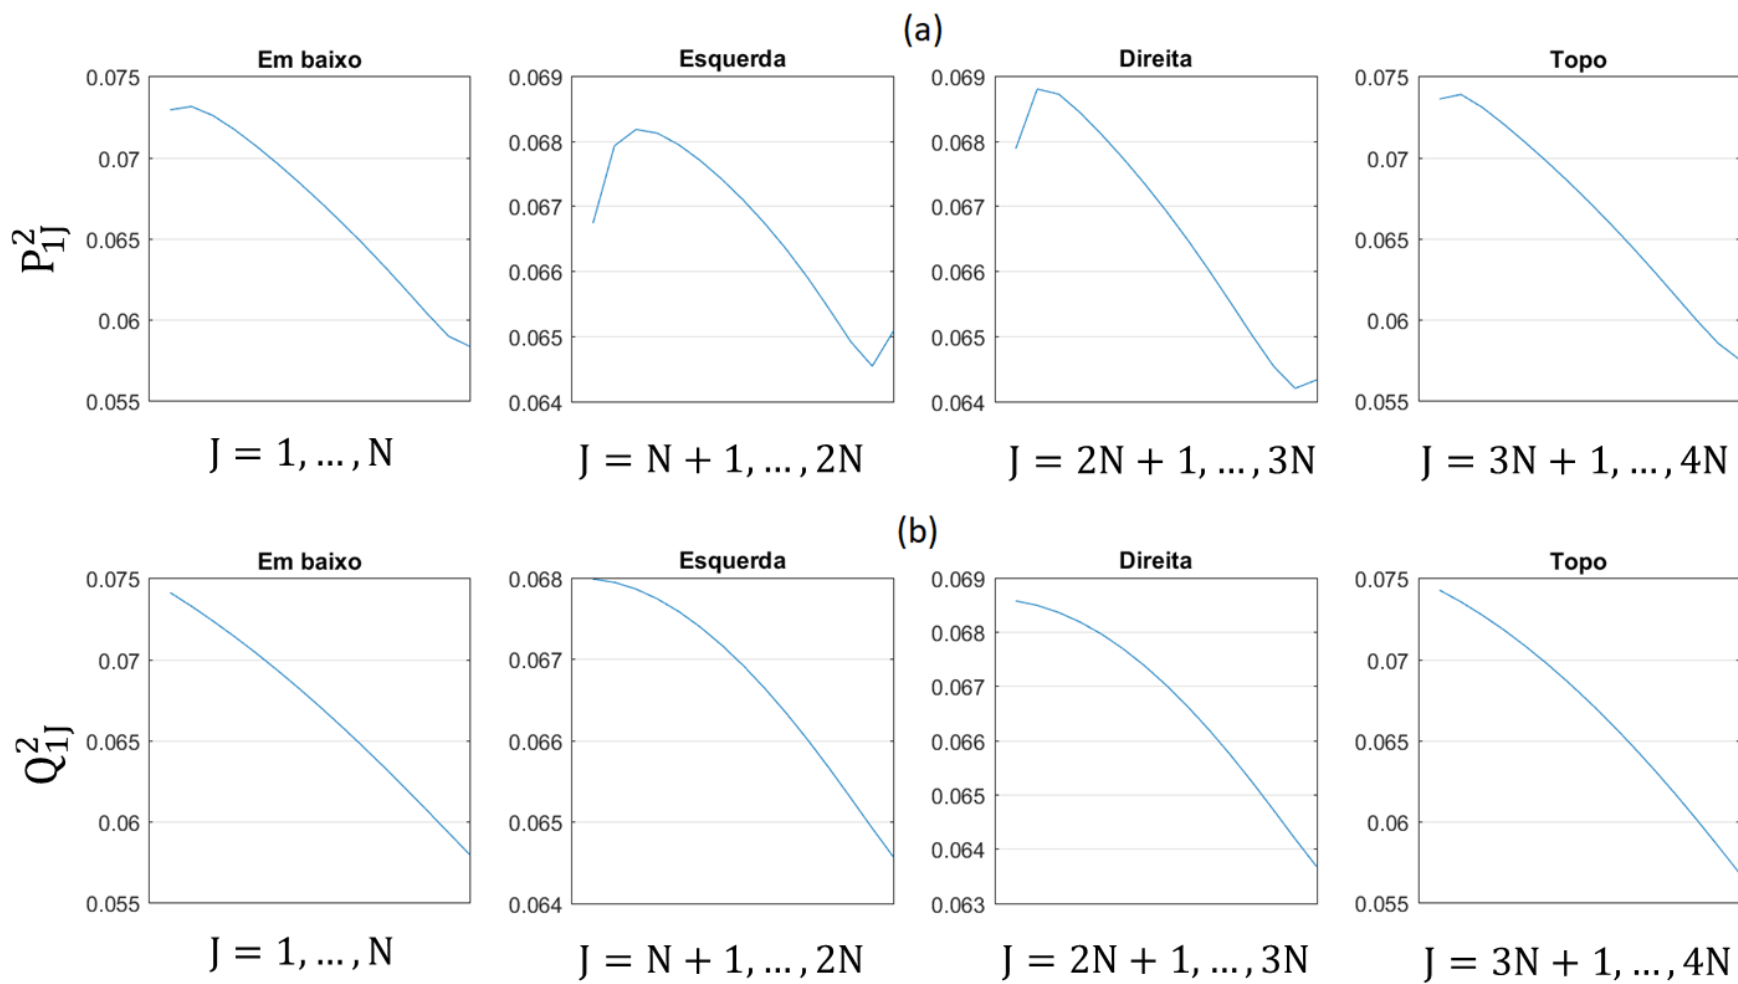 (a)
Em baixo
Esquerda
Direita
Topo
P²₁J
0.075
0.07
0.065
0.06
0.055
0.069
0.068
0.067
0.066
0.065
0.064
0.069
0.068
0.067
0.066
0.065
0.064
0.075
0.07
0.065
0.06
0.055
J = 1, … , N
J = N + 1, … , 2N
J = 2N + 1, … , 3N
J = 3N + 1, … , 4N
(b)
Em baixo
Esquerda
Direita
Topo
Q²₁J
0.075
0.07
0.065
0.06
0.055
0.068
0.067
0.066
0.065
0.064
0.069
0.068
0.067
0.066
0.065
0.064
0.063
0.075
0.07
0.065
0.06
0.055
J = 1, … , N
J = N + 1, … , 2N
J = 2N + 1, … , 3N
J = 3N + 1, … , 4N